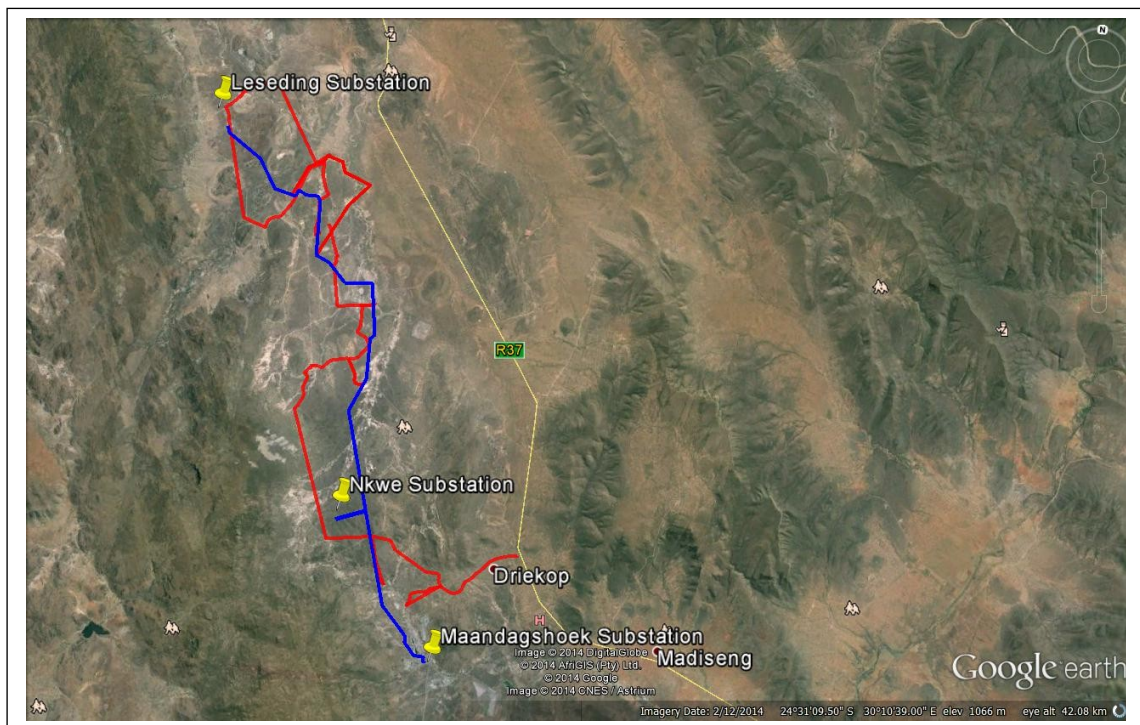 N
Leseding Substation
R37
Nkwe Substation
Driekop
H
Maandagshoek Substation
Madiseng
Image © 2014 DigitalGlobe
© 2014 AfriGIS (Pty) Ltd.
© 2014 Google
Image © 2014 CNES / Astrium
Google earth
Imagery Date: 2/12/2014 24°31'09.50" S 30°10'39.00" E elev 1066 m eye alt 42.08 km